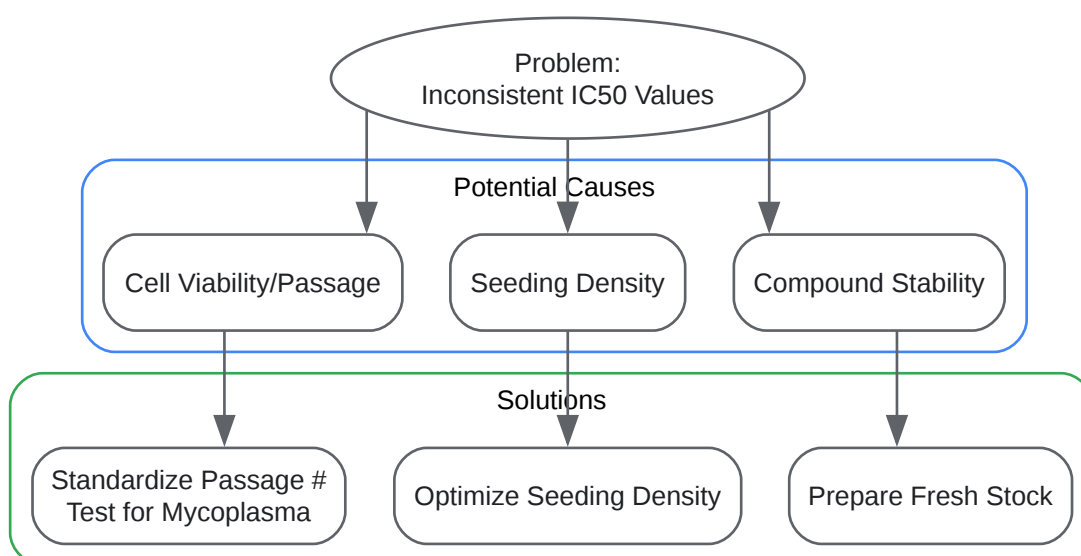 Problem:
Inconsistent IC50 Values
Potential Causes
Cell Viability/Passage
Seeding Density
Compound Stability
Solutions
Standardize Passage #
Test for Mycoplasma
Optimize Seeding Density
Prepare Fresh Stock